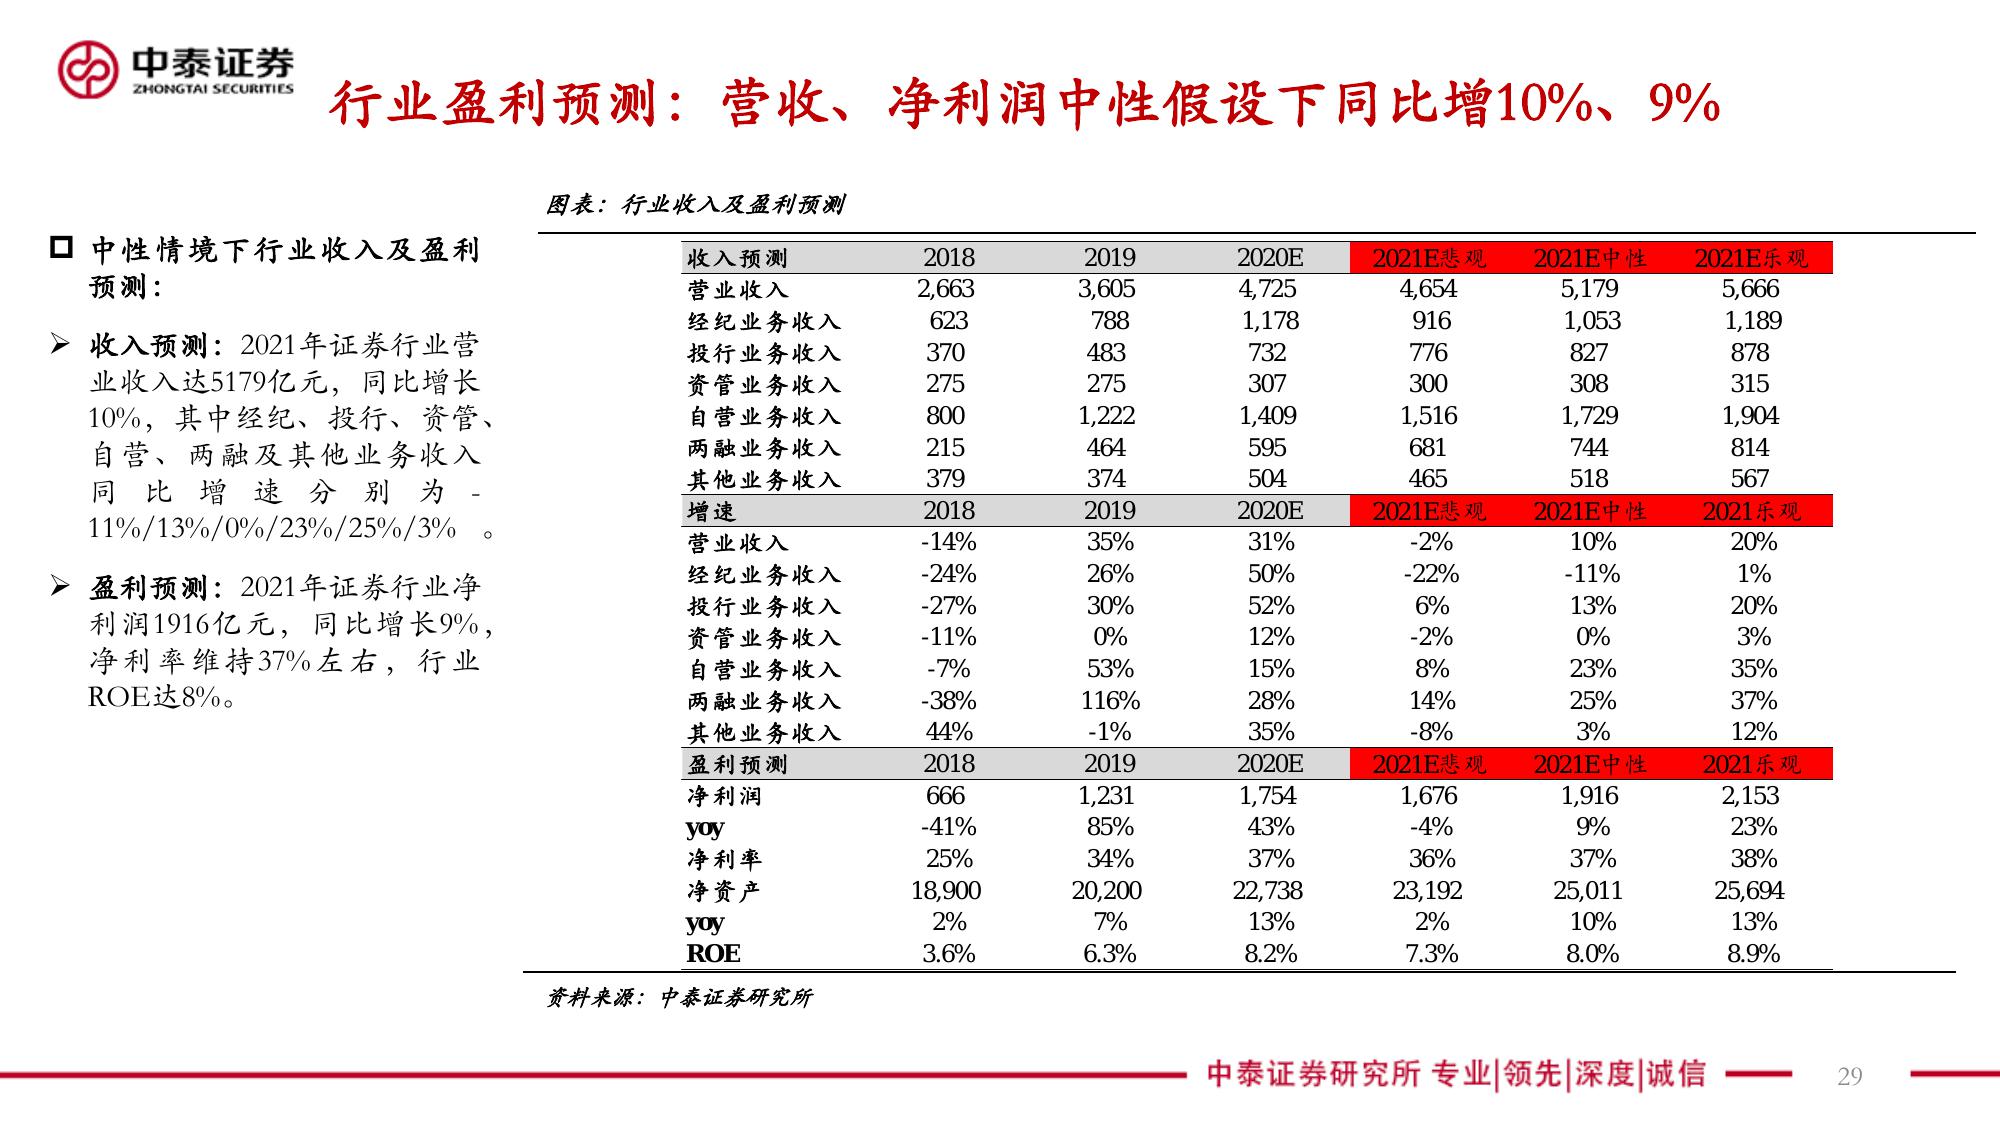 中泰证券
ZHONGTAI SECURITIES
行业盈利预测：营收、净利润中性假设下同比增10%、9%
中性情境下行业收入及盈利
预测：
收入预测：2021年证券行业营
业收入达5179亿元，同比增长
10%，其中经纪、投行、资管、
自营、两融及其他业务收入
同比增速分别为-
11%/13%/0%/23%/25%/3% 。
盈利预测：2021年证券行业净
利润1916亿元，同比增长9%，
净利率维持37%左右，行业
ROE达8%。
图表：行业收入及盈利预测
收入预测 2018 2019 2020E 2021E悲观 2021E中性 2021E乐观
营业收入 2,663 3,605 4,725 4,654 5,179 5,666
经纪业务收入 623 788 1,178 916 1,053 1,189
投行业务收入 370 483 732 776 827 878
资管业务收入 275 275 307 300 308 315
自营业务收入 800 1,222 1,409 1,516 1,729 1,904
两融业务收入 215 464 595 681 744 814
其他业务收入 379 374 504 465 518 567
增速 2018 2019 2020E 2021E悲观 2021E中性 2021乐观
营业收入 -14% 35% 31% -2% 10% 20%
经纪业务收入 -24% 26% 50% -22% -11% 1%
投行业务收入 -27% 30% 52% 6% 13% 20%
资管业务收入 -11% 0% 12% -2% 0% 3%
自营业务收入 -7% 53% 15% 8% 23% 35%
两融业务收入 -38% 116% 28% 14% 25% 37%
其他业务收入 44% -1% 35% -8% 3% 12%
盈利预测 2018 2019 2020E 2021E悲观 2021E中性 2021乐观
净利润 666 1,231 1,754 1,676 1,916 2,153
yoy -41% 85% 43% -4% 9% 23%
净利率 25% 34% 37% 36% 37% 38%
净资产 18,900 20,200 22,738 23,192 25,011 25,694
yoy 2% 7% 13% 2% 10% 13%
ROE 3.6% 6.3% 8.2% 7.3% 8.0% 8.9%
资料来源：中泰证券研究所
中泰证券研究所 专业|领先|深度|诚信
29